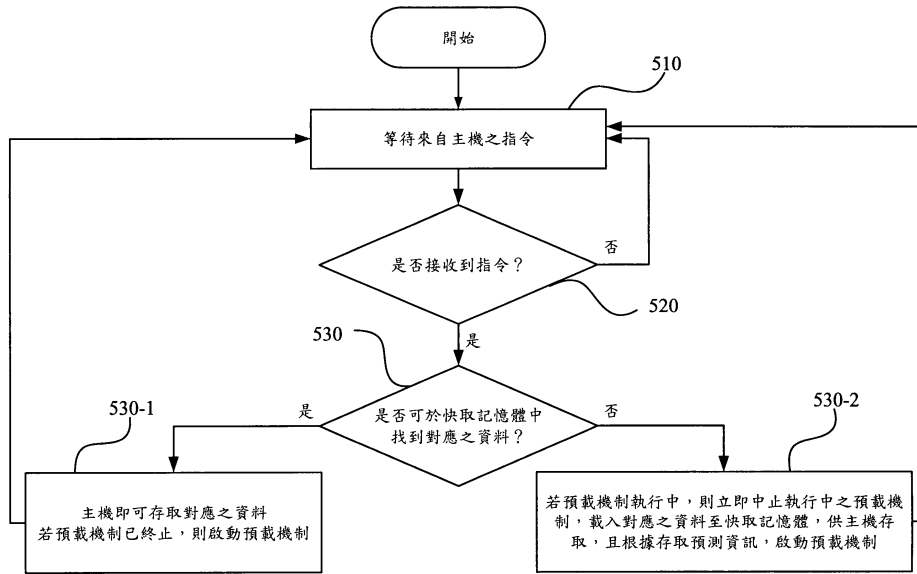 開始
510
等待來自主機之指令
否
是否接收到指令？
520
530
是
是否可於快取記憶體中
找到對應之資料？
是
否
530-1
530-2
主機即可存取對應之資料
若預載機制已終止，則啟動預載機制
若預載機制執行中，則立即中止執行中之預載機
制，載入對應之資料至快取記憶體，供主機存
取，且根據存取預測資訊，啟動預載機制